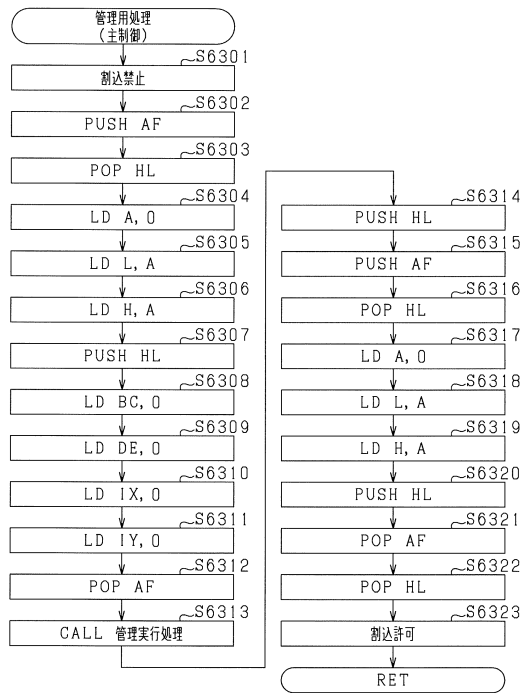 管理用処理
(主制御)
S6301
割込禁止
S6302
PUSH AF
S6303
POP HL
S6304
LD A, 0
S6305
LD L, A
S6306
LD H, A
S6307
PUSH HL
S6308
LD BC, 0
S6309
LD DE, 0
S6310
LD IX, 0
S6311
LD IY, 0
S6312
POP AF
S6313
CALL 管理実行処理
S6314
PUSH HL
S6315
PUSH AF
S6316
POP HL
S6317
LD A, 0
S6318
LD L, A
S6319
LD H, A
S6320
PUSH HL
S6321
POP AF
S6322
POP HL
S6323
割込許可
RET